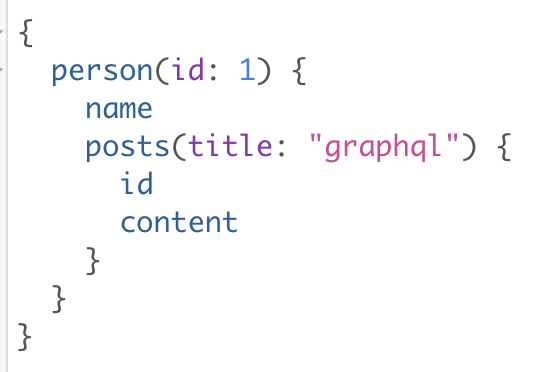 {
  person(id: 1) {
    name
    posts(title: "graphql") {
      id
      content
    }
  }
}